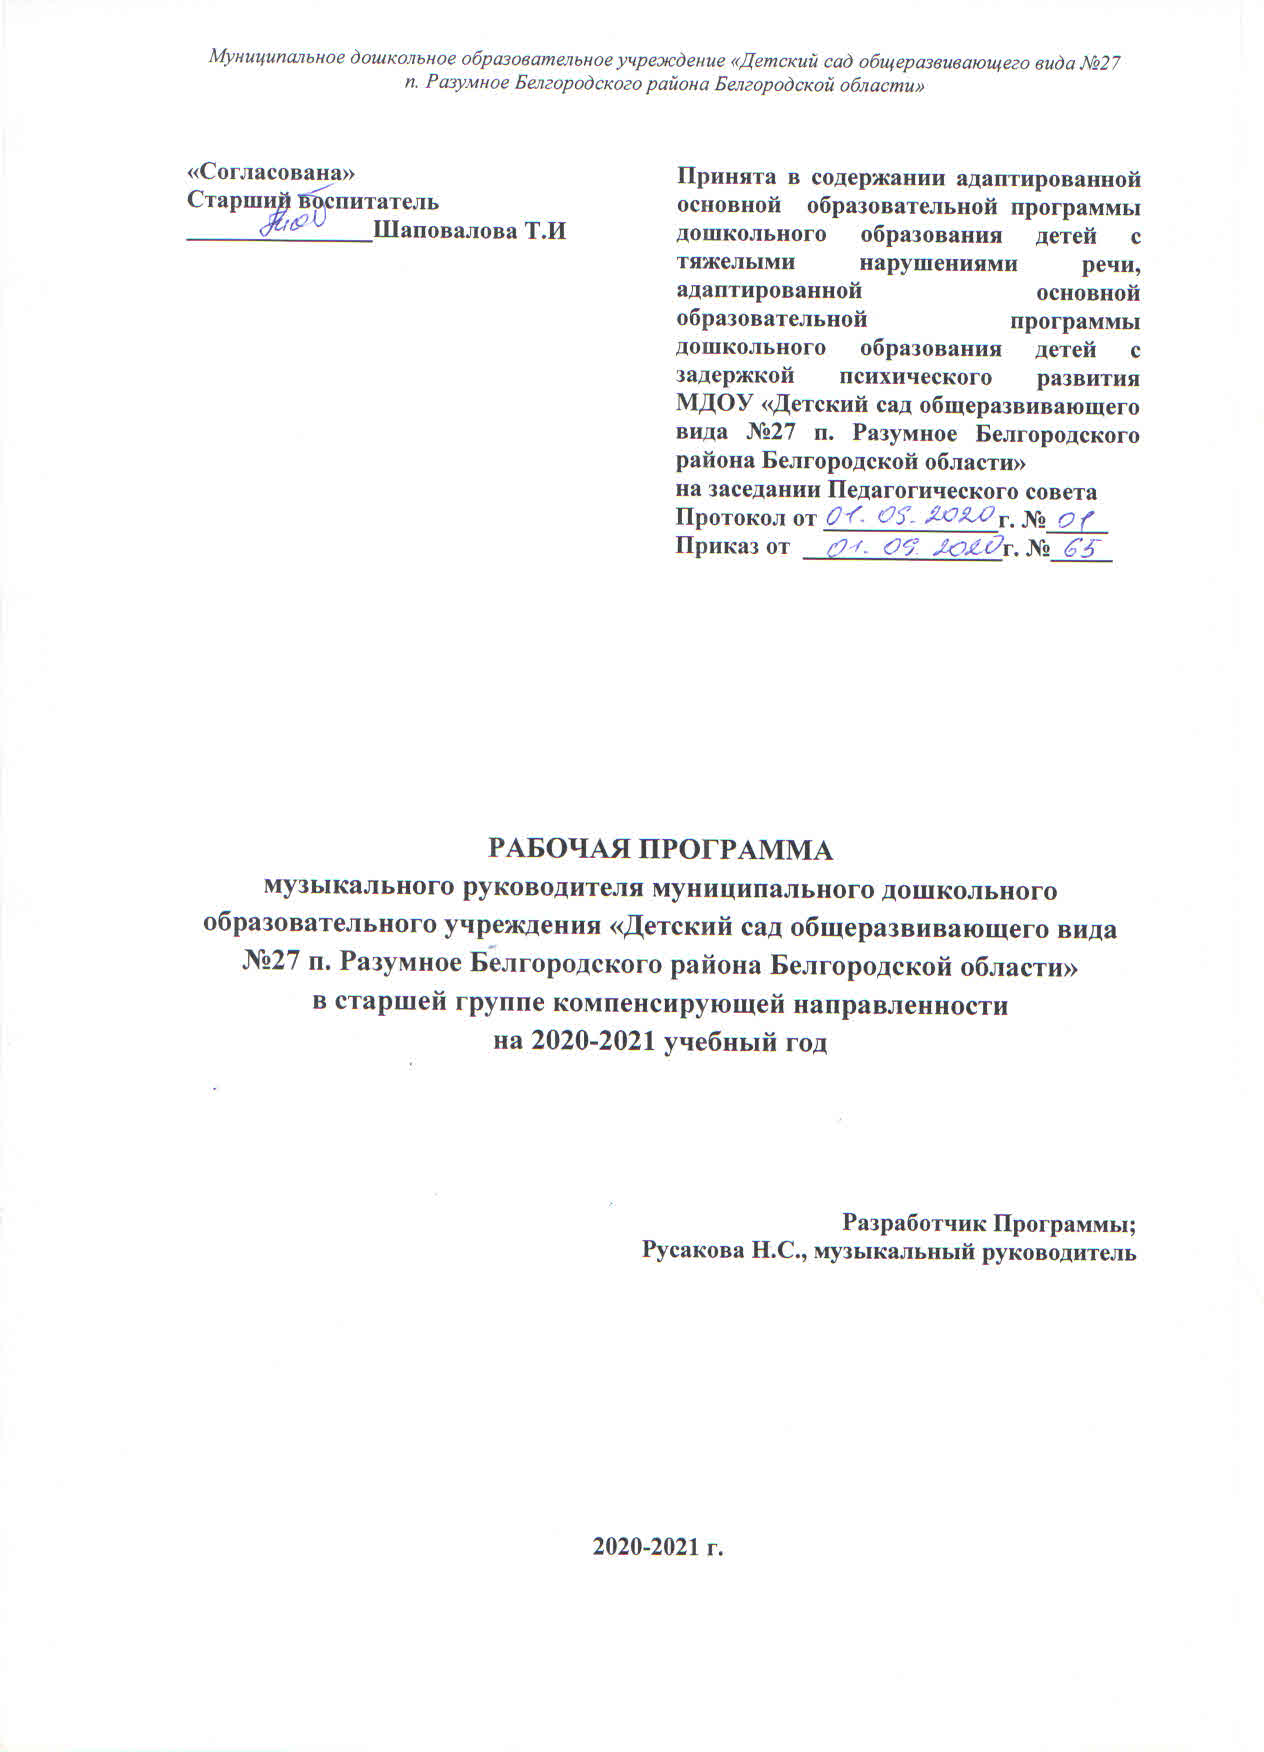 Муниципальное дошкольное образовательное учреждение «Детский сад общеразвивающего вида №27
п. Разумное Белгородского района Белгородской области»
«Согласована»
Старший воспитатель
Шаповалова Т.И
Принята в содержании адаптированной
основной образовательной программы
дошкольного образования детей с
тяжелыми нарушениями речи,
адаптированной основной
образовательной программы
дошкольного образования детей с
задержкой психического развития
МДОУ «Детский сад общеразвивающего
вида №27 п. Разумное Белгородского
района Белгородской области»
на заседании Педагогического совета
Протокол от 01. 09. 2020г. № 01
Приказ от 01. 09. 2020г. № 65
РАБОЧАЯ ПРОГРАММА
музыкального руководителя муниципального дошкольного
образовательного учреждения «Детский сад общеразвивающего вида
№27 п. Разумное Белгородского района Белгородской области»
в старшей группе компенсирующей направленности
на 2020-2021 учебный год
Разработчик Программы;
Русакова Н.С., музыкальный руководитель
2020-2021 г.